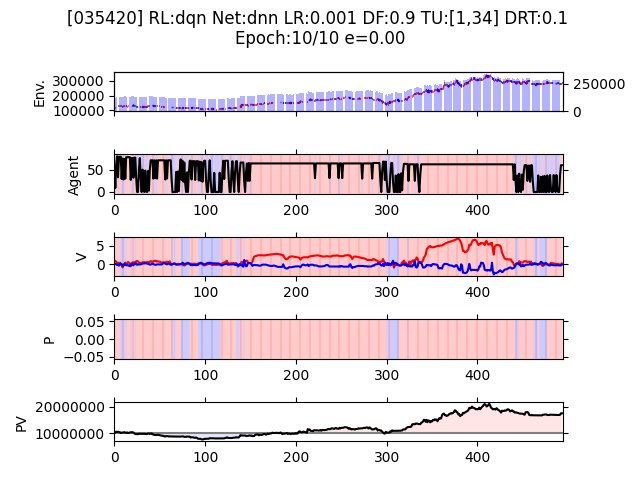 [035420] RL:dqn Net:dnn LR:0.001 DF:0.9 TU:[1,34] DRT:0.1
Epoch:10/10 e=0.00
Env.
300000
200000
100000
250000
0
Agent
50
0
0 100 200 300 400
V
5
0
0 100 200 300 400
P
0.05
0.00
−0.05
0 100 200 300 400
PV
20000000
10000000
0 100 200 300 400